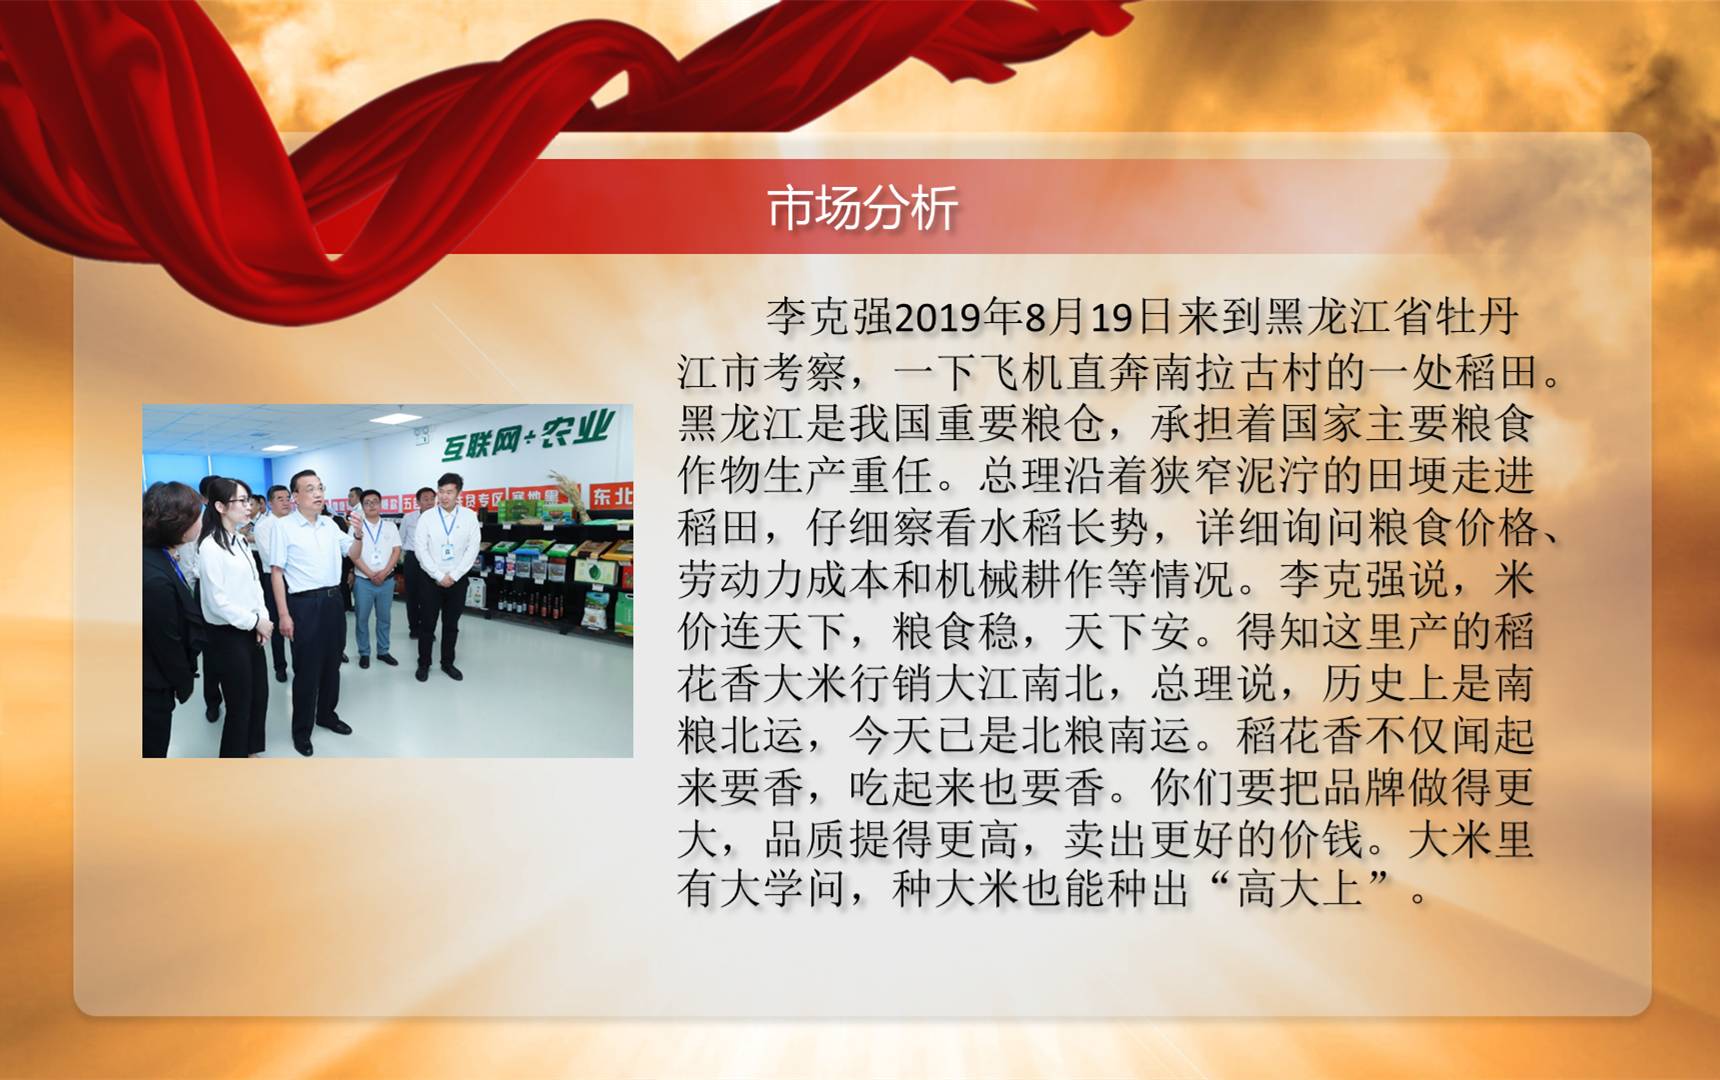 市场分析
李克强2019年8月19日来到黑龙江省牡丹
江市考察，一下飞机直奔南拉古村的一处稻田。
黑龙江是我国重要粮仓，承担着国家主要粮食
作物生产重任。总理沿着狭窄泥泞的田埂走进
稻田，仔细察看水稻长势，详细询问粮食价格、
劳动力成本和机械耕作等情况。李克强说，米
价连天下，粮食稳，天下安。得知这里产的稻
花香大米行销大江南北，总理说，历史上是南
粮北运，今天已是北粮南运。稻花香不仅闻起
来要香，吃起来也要香。你们要把品牌做得更
大，品质提得更高，卖出更好的价钱。大米里
有大学问，种大米也能种出“高大上”。
互联网+农业
专区
寒地黑
东北